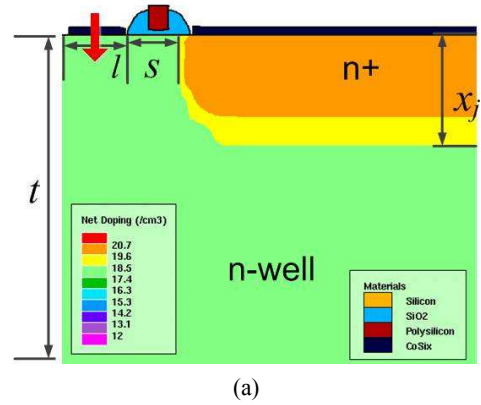 l
s
n+
x_j
t
n-well
Net Doping (/cm3)
20.7
19.6
18.5
17.4
16.3
15.3
14.2
13.1
12
Materials
Silicon
SiO2
Polysilicon
CoSix
(a)